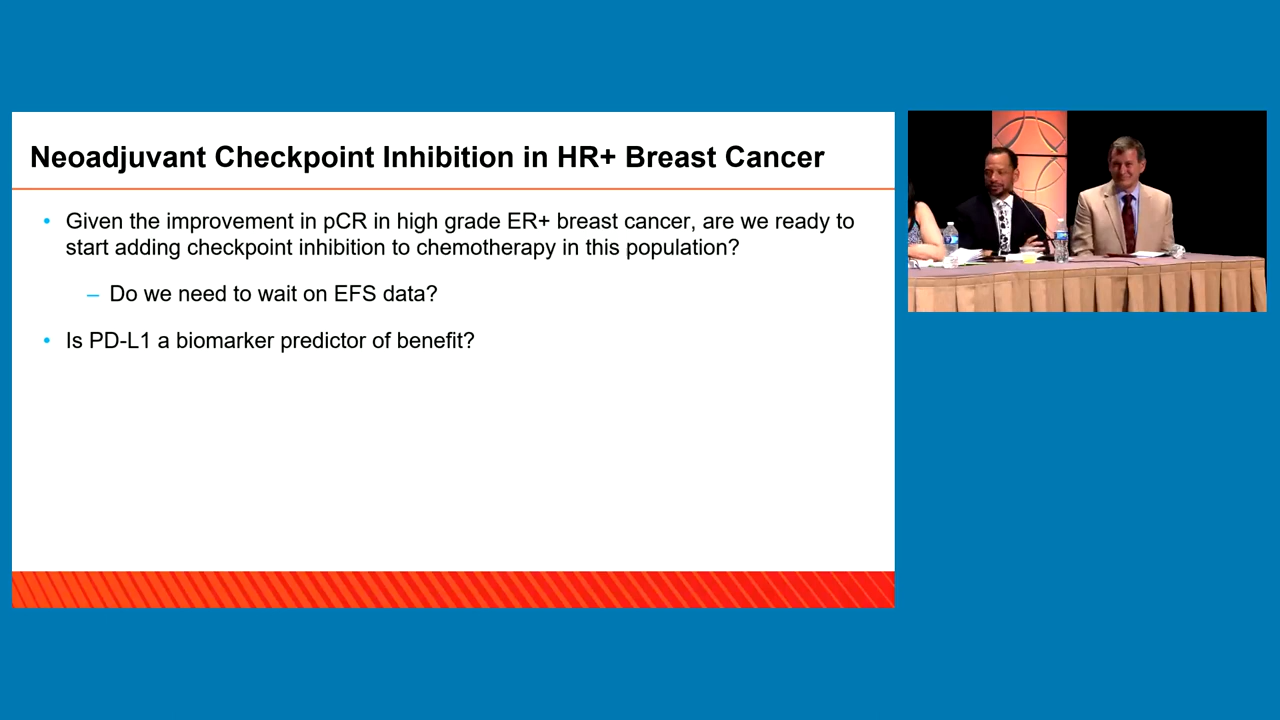 Neoadjuvant Checkpoint Inhibition in HR+ Breast Cancer
• Given the improvement in pCR in high grade ER+ breast cancer, are we ready to
start adding checkpoint inhibition to chemotherapy in this population?
– Do we need to wait on EFS data?
• Is PD-L1 a biomarker predictor of benefit?